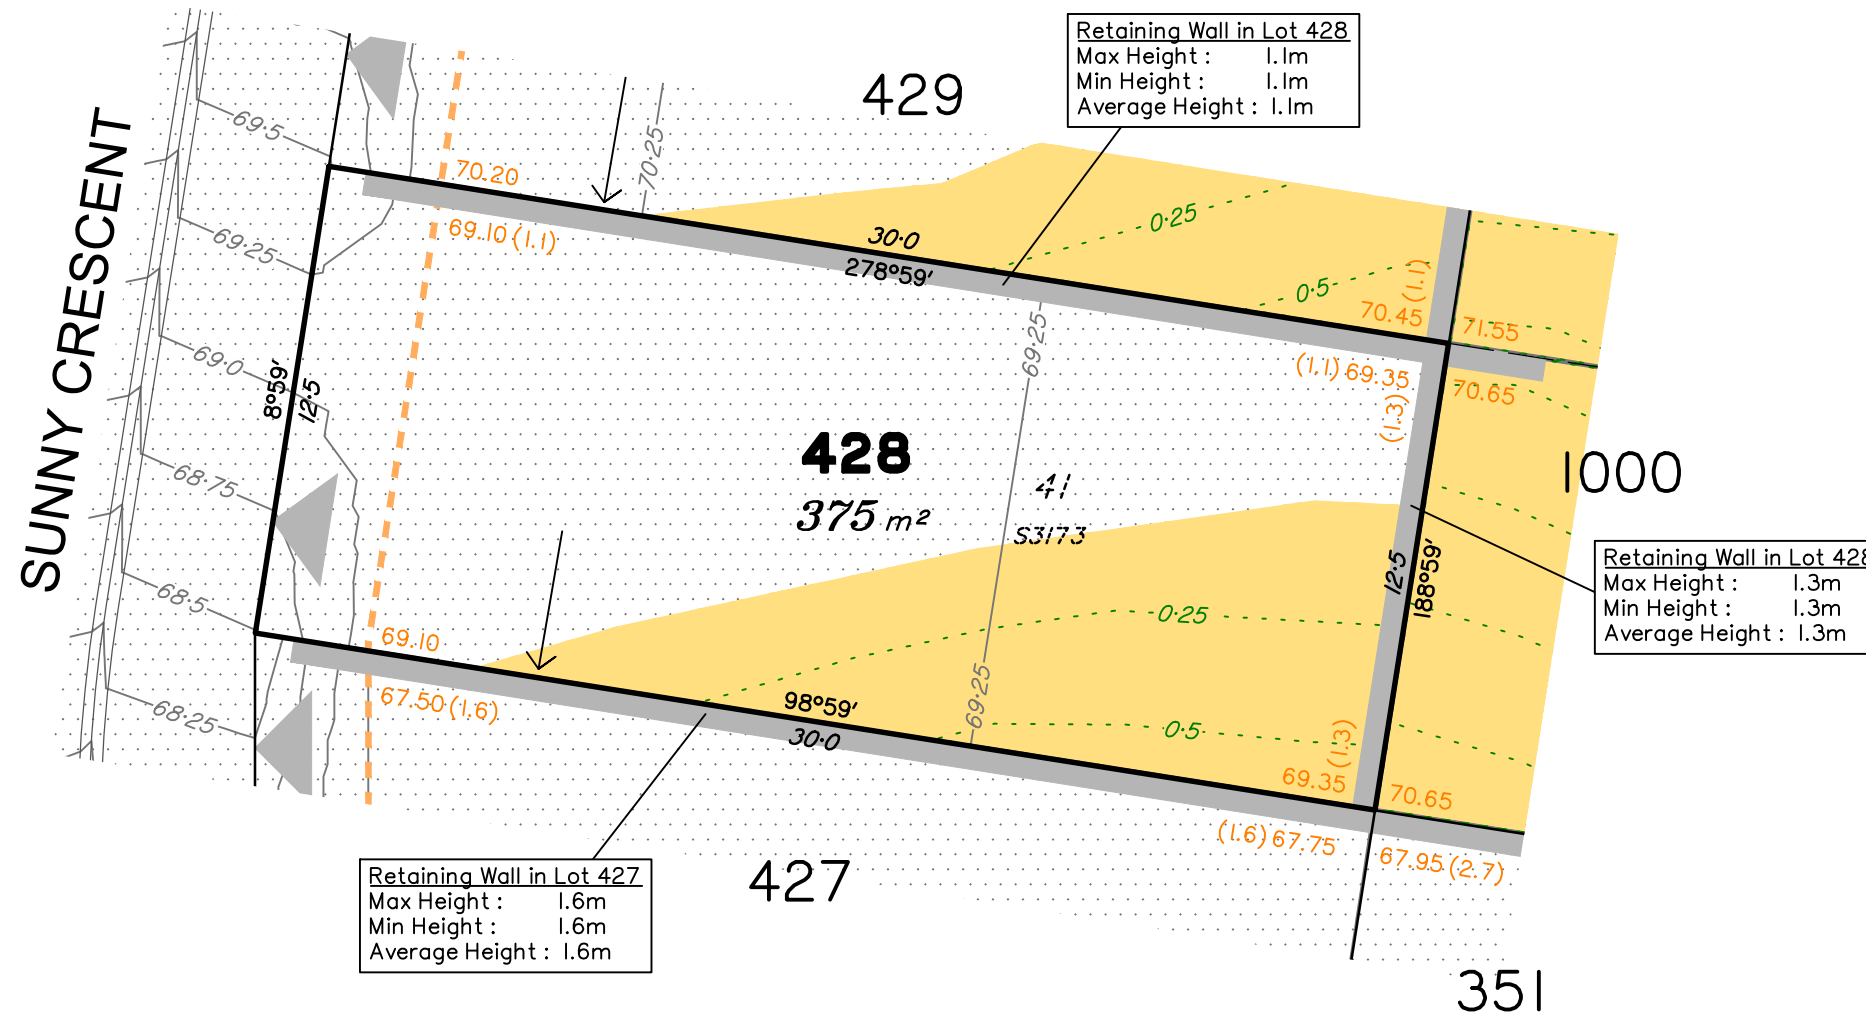 Retaining Wall in Lot 428
Max Height : 1.1m
Min Height : 1.1m
Average Height : 1.1m
429
SUNNY CRESCENT
69·5
69·25
69·0
68·75
68·5
68·25
70·25
70.20
69.10 (1.1)
30·0
278°59'
0·25
0·5
(1.1)
70.45
71.55
(1.1) 69.35
(1.3)
70.65
69·25
8°59'
12·5
428
375 m²
41
S3173
1000
12·5
188°59'
Retaining Wall in Lot 428
Max Height : 1.3m
Min Height : 1.3m
Average Height : 1.3m
0·25
69.10
67.50 (1.6)
98°59'
30·0
69·25
0·5
(1.3)
69.35
70.65
(1.6) 67.75
67.95 (2.7)
Retaining Wall in Lot 427
Max Height : 1.6m
Min Height : 1.6m
Average Height : 1.6m
427
351